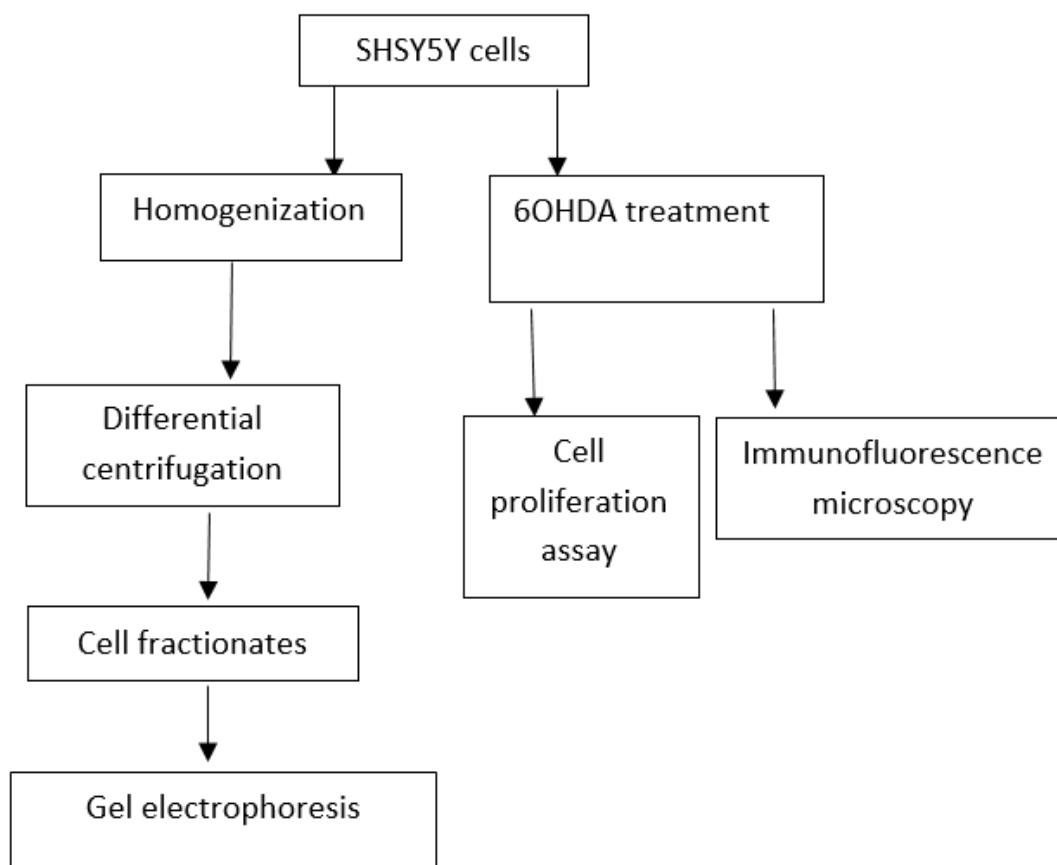 SHSY5Y cells
Homogenization
6OHDA treatment
Differential
centrifugation
Cell
proliferation
assay
Immunofluorescence
microscopy
Cell fractionates
Gel electrophoresis